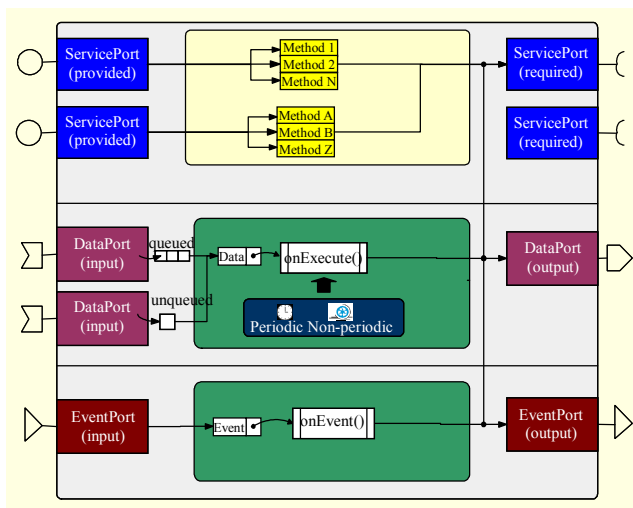 ServicePort
(provided)
Method 1
Method 2
Method N
ServicePort
(required)
ServicePort
(provided)
Method A
Method B
Method Z
ServicePort
(required)
DataPort
(input)
queued
Data
onExecute()
DataPort
(output)
DataPort
(input)
unqueued
Periodic Non-periodic
EventPort
(input)
Event
onEvent()
EventPort
(output)